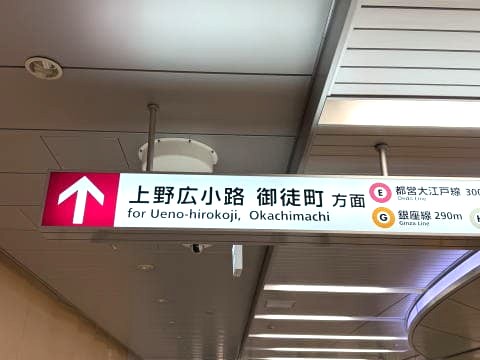 上野広小路 御徒町 方面
for Ueno-hirokoji, Okachimachi
E 都営大江戸線 300
Oedo Line
G 銀座線 290m
Ginza Line
H